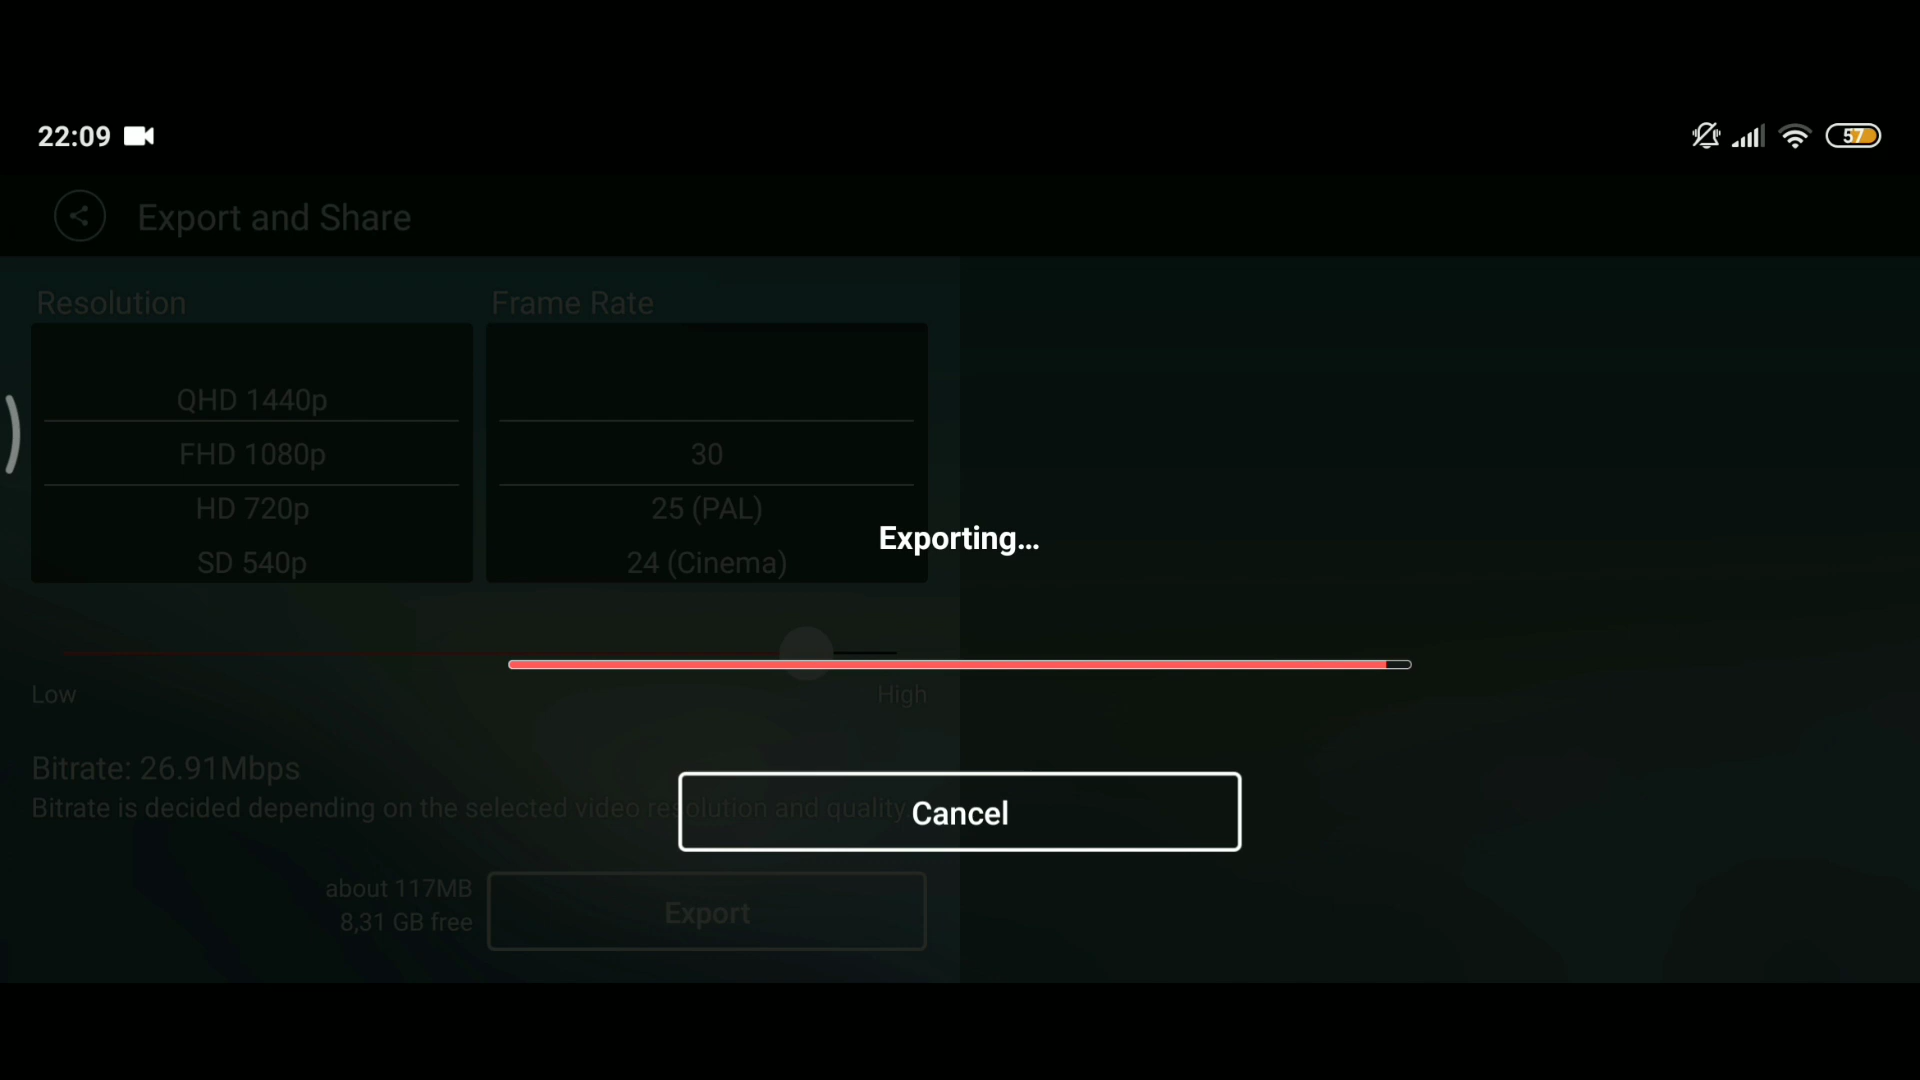 22:09
57
Export and Share
Resolution
Frame Rate
QHD 1440p
FHD 1080p
HD 720p
SD 540p
30
25 (PAL)
24 (Cinema)
Exporting...
Low
High
Bitrate: 26.91Mbps
Bitrate is decided depending on the selected video resolution and quality.
Cancel
about 117MB
8,31 GB free
Export